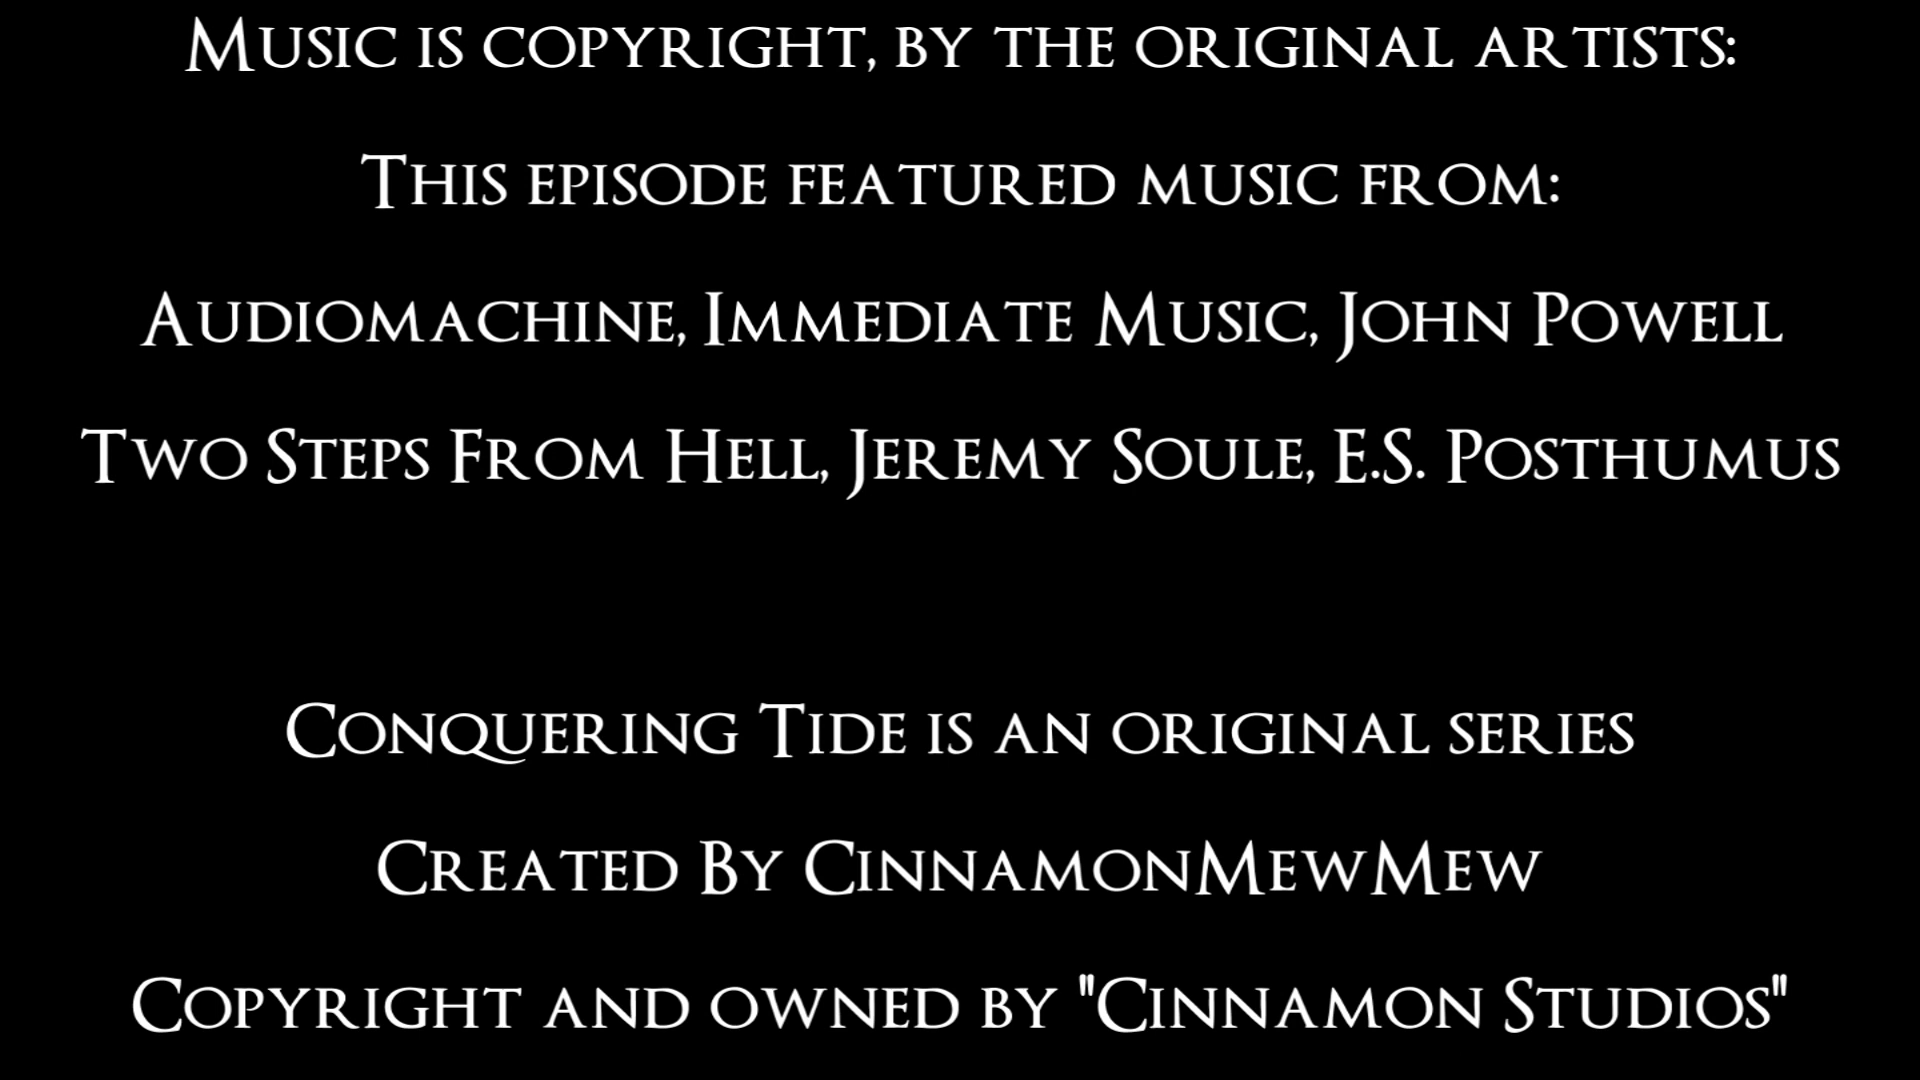 Music is copyright, by the original artists:
This episode featured music from:
Audiomachine, Immediate Music, John Powell
Two Steps From Hell, Jeremy Soule, E.S. Posthumus
Conquering Tide is an original series
Created By CinnamonMewMew
Copyright and owned by "Cinnamon Studios"